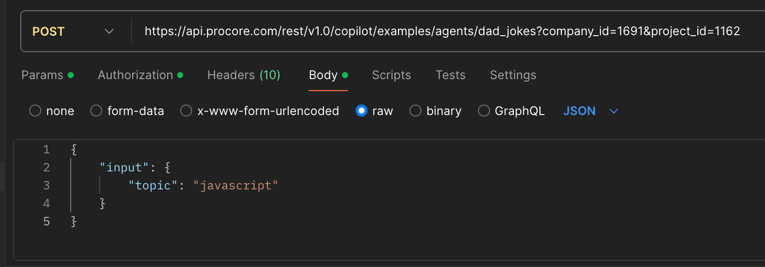 POST https://api.procore.com/rest/v1.0/copilot/examples/agents/dad_jokes?company_id=1691&project_id=1162
Params Authorization Headers (10) Body Scripts Tests Settings
none form-data x-www-form-urlencoded raw binary GraphQL JSON
1 {
2 "input": {
3 "topic": "javascript"
4 }
5 }